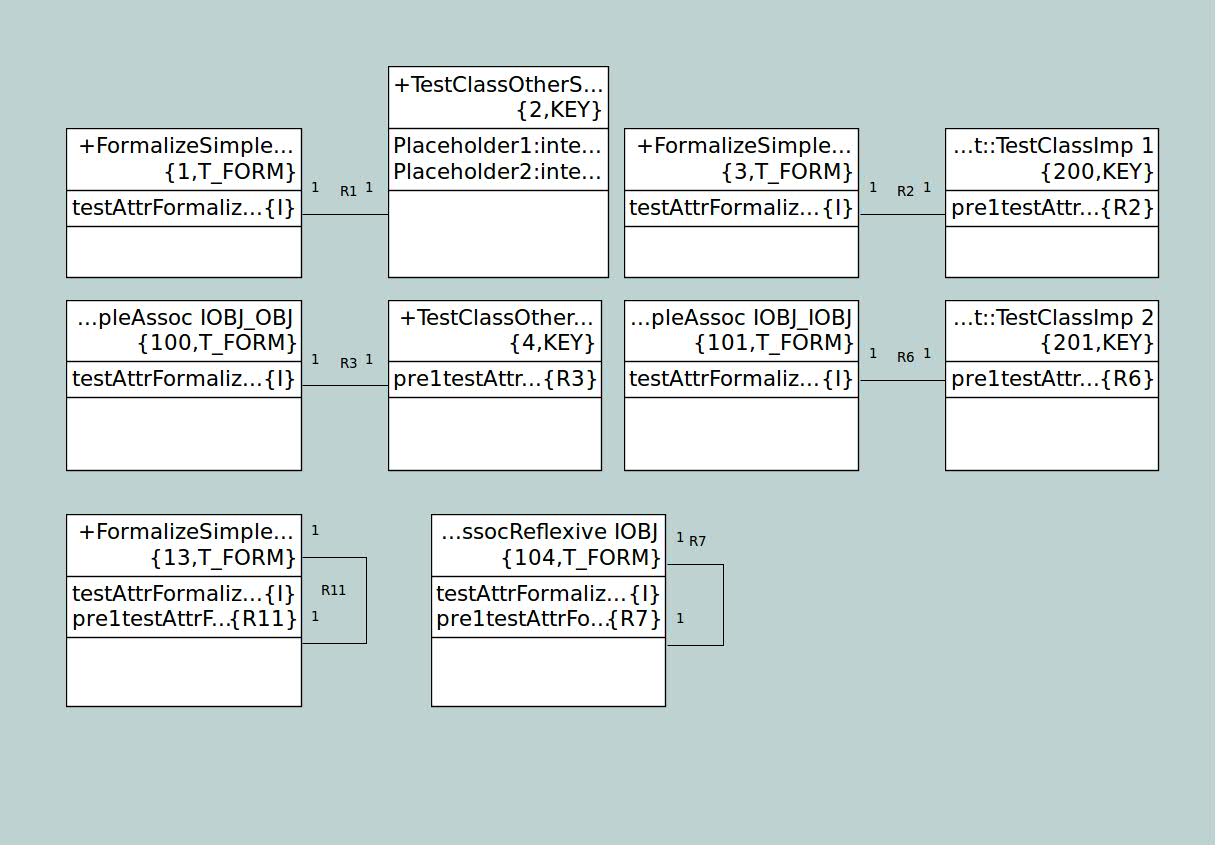 +TestClassOtherS...
{2,KEY}
Placeholder1:inte...
Placeholder2:inte...
+FormalizeSimple...
{1,T_FORM}
testAttrFormaliz...{I}
1 R1 1
+FormalizeSimple...
{3,T_FORM}
testAttrFormaliz...{I}
1 R2 1
...t::TestClassImp 1
{200,KEY}
pre1testAttr...{R2}
...pleAssoc IOBJ_OBJ
{100,T_FORM}
testAttrFormaliz...{I}
1 R3 1
+TestClassOther...
{4,KEY}
pre1testAttr...{R3}
...pleAssoc IOBJ_IOBJ
{101,T_FORM}
testAttrFormaliz...{I}
1 R6 1
...t::TestClassImp 2
{201,KEY}
pre1testAttr...{R6}
+FormalizeSimple...
{13,T_FORM}
testAttrFormaliz...{I}
pre1testAttrF...{R11}
1
R11
1
...ssocReflexive IOBJ
{104,T_FORM}
testAttrFormaliz...{I}
pre1testAttrFo...{R7}
1 R7
1